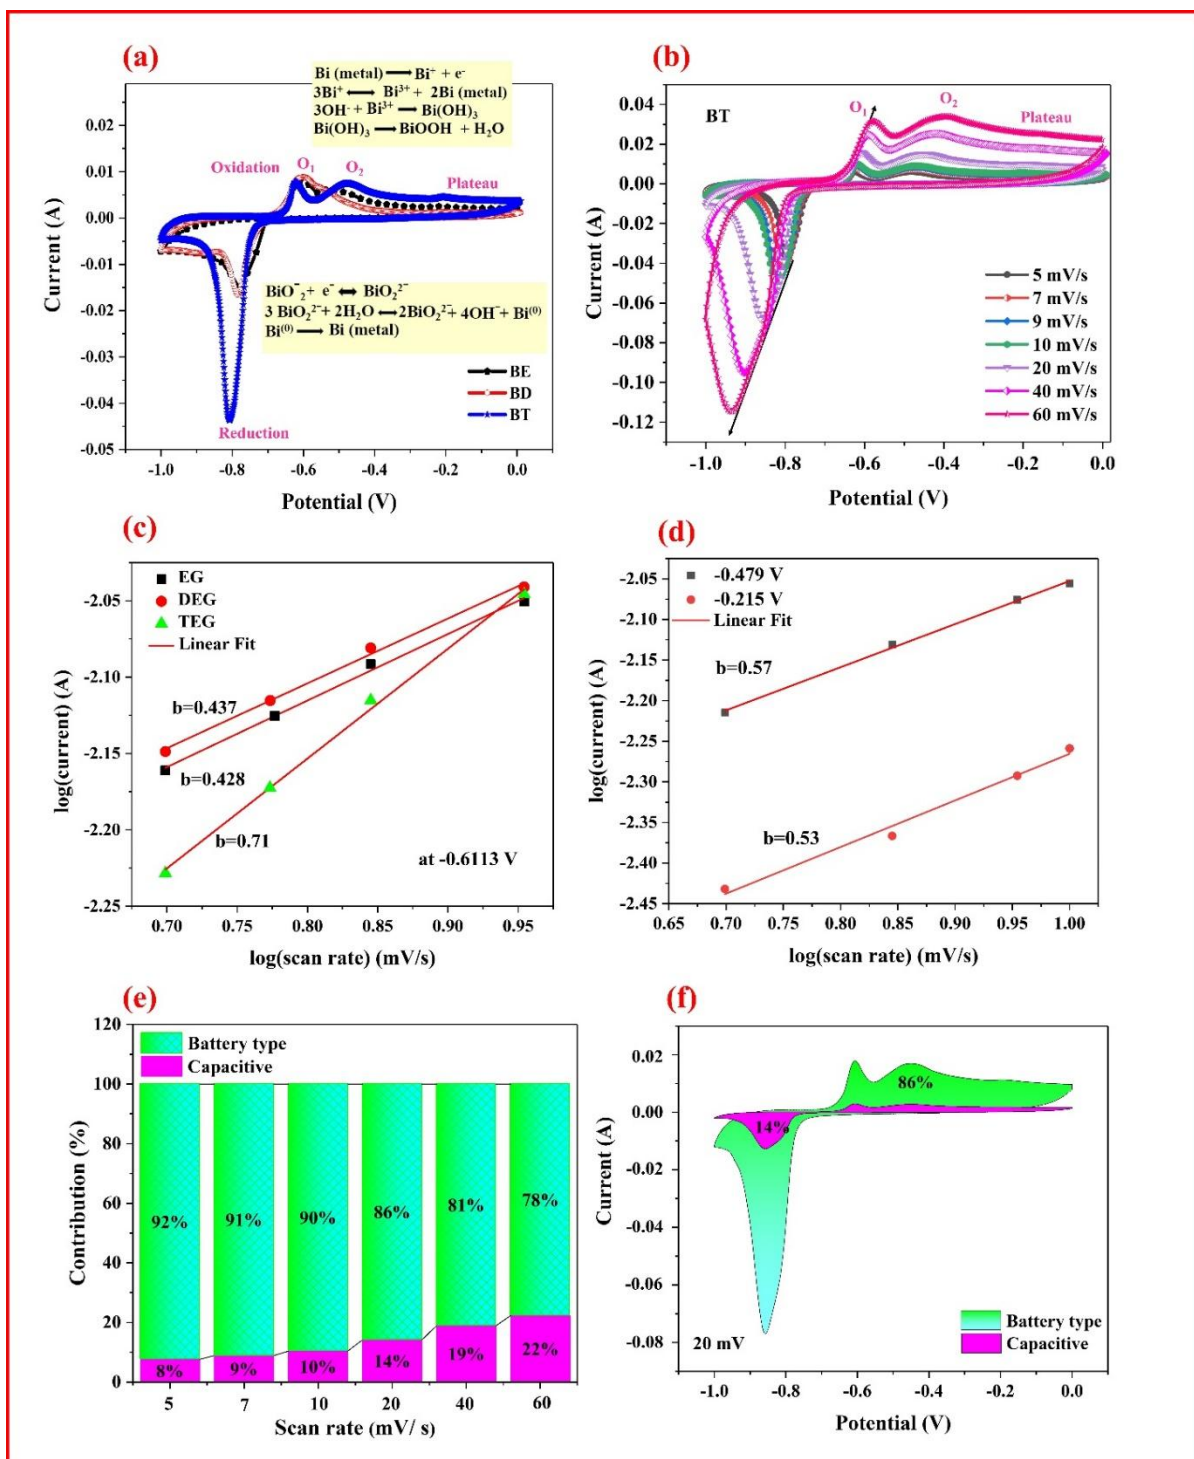 (a)
Bi (metal) ⟶ Bi⁺ + e⁻
3Bi⁺ ⟷ Bi³⁺ + 2Bi (metal)
3OH⁻ + Bi³⁺ ⟶ Bi(OH)₃
Bi(OH)₃ ⟶ BiOOH + H₂O
Oxidation O₁ O₂
Plateau
BiO⁻₂ + e⁻ ⟷ BiO₂²⁻
3 BiO₂²⁻ + 2H₂O ⟷ 2BiO₂²⁻ + 4OH⁻ + Bi⁽⁰⁾
Bi⁽⁰⁾ ⟶ Bi (metal)
BE
BD
BT
Reduction
0.02
0.01
0.00
-0.01
-0.02
-0.03
-0.04
-0.05
Current (A)
-1.0 -0.8 -0.6 -0.4 -0.2 0.0
Potential (V)
(b)
BT
O₁ O₂
Plateau
5 mV/s
7 mV/s
9 mV/s
10 mV/s
20 mV/s
40 mV/s
60 mV/s
0.04
0.02
0.00
-0.02
-0.04
-0.06
-0.08
-0.10
-0.12
Current (A)
-1.0 -0.8 -0.6 -0.4 -0.2 0.0
Potential (V)
(c)
EG
DEG
TEG
Linear Fit
b=0.437
b=0.428
b=0.71
at -0.6113 V
-2.05
-2.10
-2.15
-2.20
-2.25
log(current) (A)
0.70 0.75 0.80 0.85 0.90 0.95
log(scan rate) (mV/s)
(d)
-0.479 V
-0.215 V
Linear Fit
b=0.57
b=0.53
-2.05
-2.10
-2.15
-2.20
-2.25
-2.30
-2.35
-2.40
-2.45
log(current) (A)
0.65 0.70 0.75 0.80 0.85 0.90 0.95 1.00
log(scan rate) (mV/s)
(e)
Battery type
Capacitive
120
100
80
60
40
20
0
Contribution (%)
92% 91% 90% 86% 81% 78%
8% 9% 10% 14% 19% 22%
5 7 10 20 40 60
Scan rate (mV/ s)
(f)
86%
14%
0.02
0.00
-0.02
-0.04
-0.06
-0.08
Current (A)
20 mV
Battery type
Capacitive
-1.0 -0.8 -0.6 -0.4 -0.2 0.0
Potential (V)